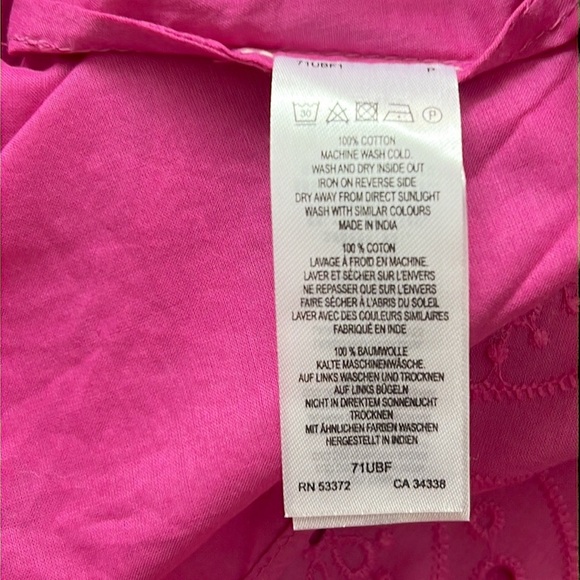 71UBF1 P
30 P
100% COTTON
MACHINE WASH COLD.
WASH AND DRY INSIDE OUT
IRON ON REVERSE SIDE
DRY AWAY FROM DIRECT SUNLIGHT
WASH WITH SIMILAR COLOURS
MADE IN INDIA
100 % COTON
LAVAGE À FROID EN MACHINE.
LAVER ET SÉCHER SUR L'ENVERS
NE REPASSER QUE SUR L'ENVERS
FAIRE SÉCHER À L'ABRIS DU SOLEIL
LAVER AVEC DES COULEURS SIMILAIRES
FABRIQUÉ EN INDE
100 % BAUMWOLLE
KALTE MASCHINENWÄSCHE.
AUF LINKS WASCHEN UND TROCKNEN
AUF LINKS BÜGELN
NICHT IN DIREKTEM SONNENLICHT
TROCKNEN
MIT ÄHNLICHEN FARBEN WASCHEN
HERGESTELLT IN INDIEN
71UBF
RN 53372 CA 34338